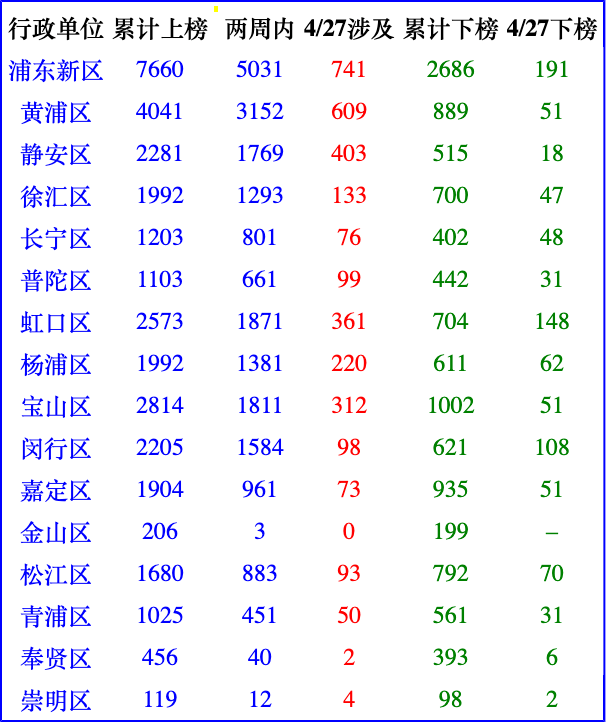 行政单位 累计上榜 两周内 4/27涉及 累计下榜 4/27下榜
浦东新区 7660 5031 741 2686 191
黄浦区 4041 3152 609 889 51
静安区 2281 1769 403 515 18
徐汇区 1992 1293 133 700 47
长宁区 1203 801 76 402 48
普陀区 1103 661 99 442 31
虹口区 2573 1871 361 704 148
杨浦区 1992 1381 220 611 62
宝山区 2814 1811 312 1002 51
闵行区 2205 1584 98 621 108
嘉定区 1904 961 73 935 51
金山区 206 3 0 199 –
松江区 1680 883 93 792 70
青浦区 1025 451 50 561 31
奉贤区 456 40 2 393 6
崇明区 119 12 4 98 2